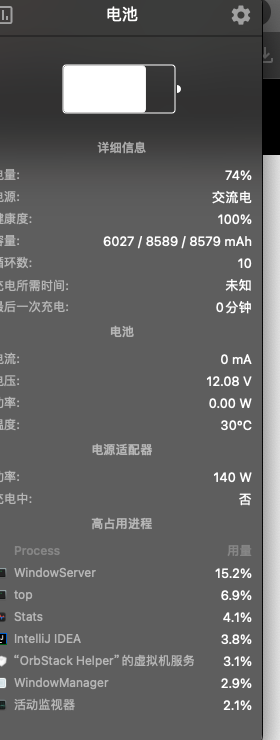 电池
详细信息
电量: 74%
电源: 交流电
健康度: 100%
容量: 6027 / 8589 / 8579 mAh
循环数: 10
充电所需时间: 未知
最后一次充电: 0分钟
电池
电流: 0 mA
电压: 12.08 V
功率: 0.00 W
温度: 30°C
电源适配器
功率: 140 W
充电中: 否
高占用进程
Process 用量
WindowServer 15.2%
top 6.9%
Stats 4.1%
IntelliJ IDEA 3.8%
“OrbStack Helper”的虚拟机服务 3.1%
WindowManager 2.9%
活动监视器 2.1%